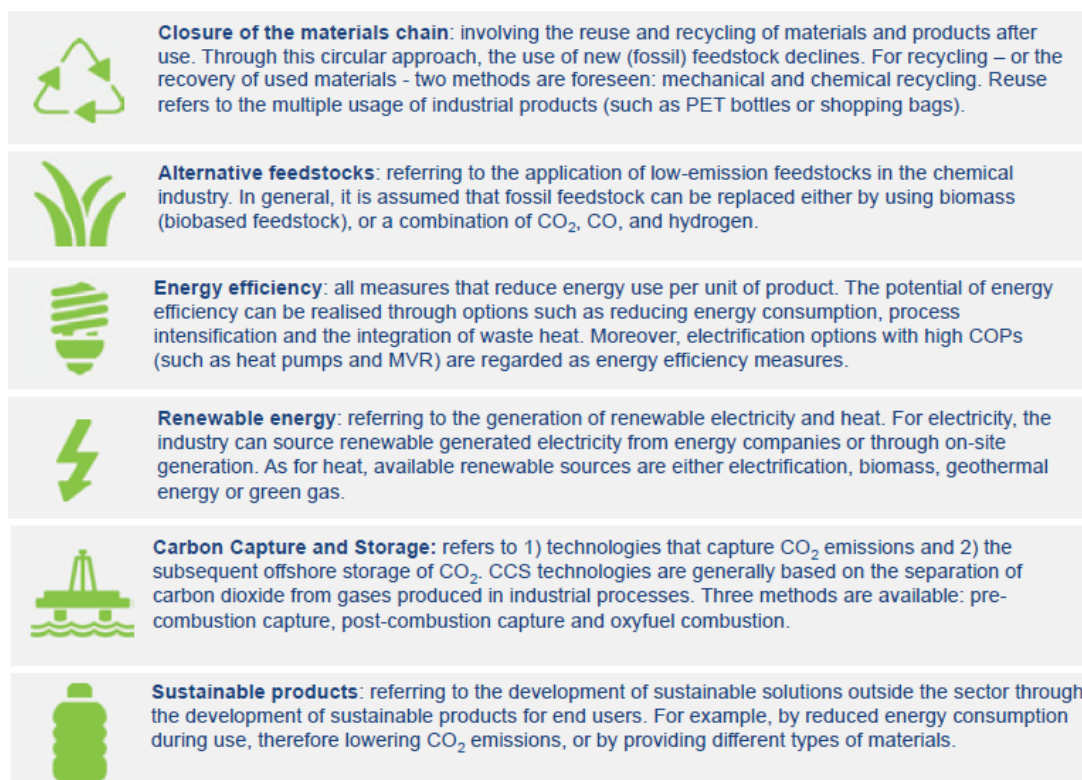 Closure of the materials chain: involving the reuse and recycling of materials and products after
use. Through this circular approach, the use of new (fossil) feedstock declines. For recycling – or the
recovery of used materials - two methods are foreseen: mechanical and chemical recycling. Reuse
refers to the multiple usage of industrial products (such as PET bottles or shopping bags).
Alternative feedstocks: referring to the application of low-emission feedstocks in the chemical
industry. In general, it is assumed that fossil feedstock can be replaced either by using biomass
(biobased feedstock), or a combination of CO₂, CO, and hydrogen.
Energy efficiency: all measures that reduce energy use per unit of product. The potential of energy
efficiency can be realised through options such as reducing energy consumption, process
intensification and the integration of waste heat. Moreover, electrification options with high COPs
(such as heat pumps and MVR) are regarded as energy efficiency measures.
Renewable energy: referring to the generation of renewable electricity and heat. For electricity, the
industry can source renewable generated electricity from energy companies or through on-site
generation. As for heat, available renewable sources are either electrification, biomass, geothermal
energy or green gas.
Carbon Capture and Storage: refers to 1) technologies that capture CO₂ emissions and 2) the
subsequent offshore storage of CO₂. CCS technologies are generally based on the separation of
carbon dioxide from gases produced in industrial processes. Three methods are available: pre-
combustion capture, post-combustion capture and oxyfuel combustion.
Sustainable products: referring to the development of sustainable solutions outside the sector through
the development of sustainable products for end users. For example, by reduced energy consumption
during use, therefore lowering CO₂ emissions, or by providing different types of materials.